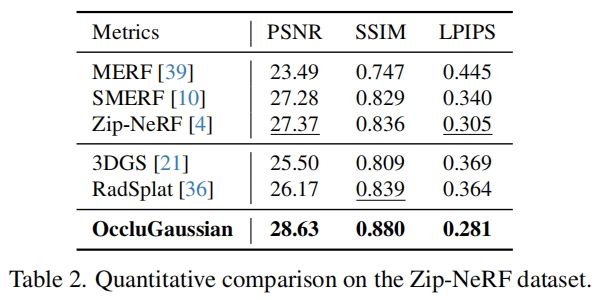 Metrics PSNR SSIM LPIPS
MERF [39] 23.49 0.747 0.445
SMERF [10] 27.28 0.829 0.340
Zip-NeRF [4] 27.37 0.836 0.305
3DGS [21] 25.50 0.809 0.369
RadSplat [36] 26.17 0.839 0.364
OccluGaussian 28.63 0.880 0.281
Table 2. Quantitative comparison on the Zip-NeRF dataset.